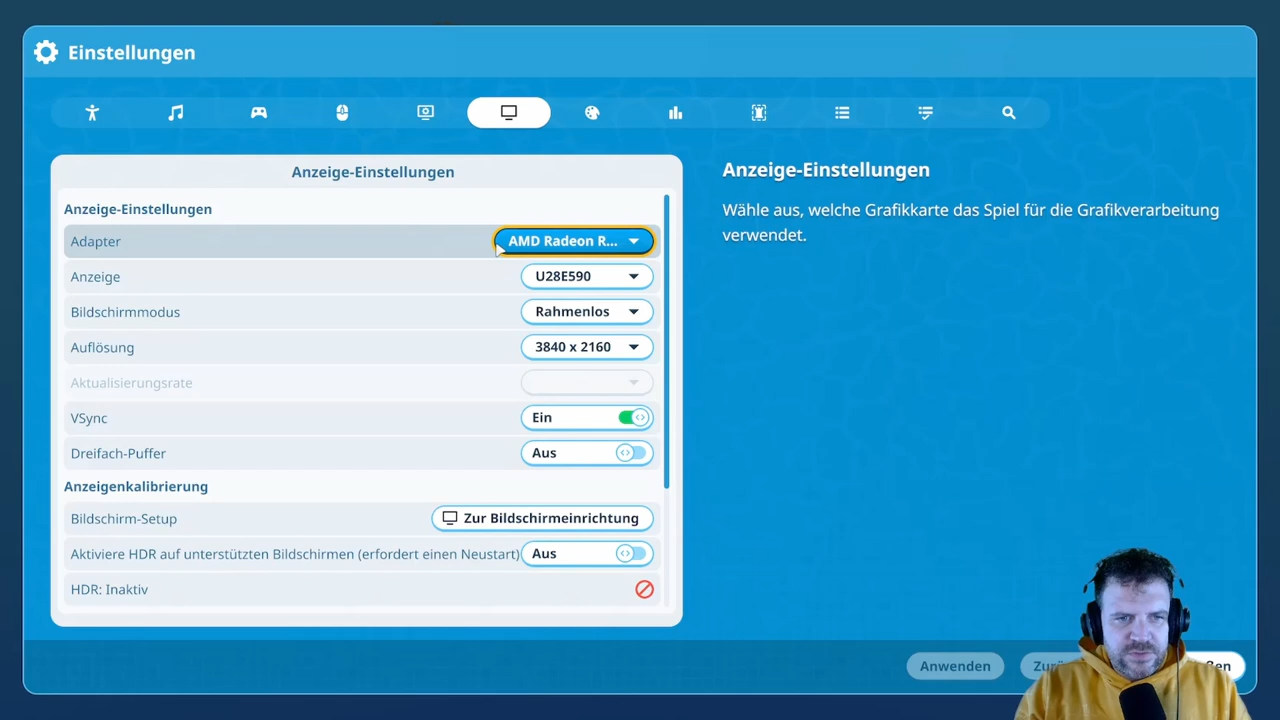 Einstellungen
Anzeige-Einstellungen
Anzeige-Einstellungen
Adapter AMD Radeon R...
Anzeige U28E590
Bildschirmmodus Rahmenlos
Auflösung 3840 x 2160
Aktualisierungsrate
VSync Ein
Dreifach-Puffer Aus
Anzeigenkalibrierung
Bildschirm-Setup Zur Bildschirmeinrichtung
Aktiviere HDR auf unterstützten Bildschirmen (erfordert einen Neustart) Aus
HDR: Inaktiv
Anzeige-Einstellungen
Wähle aus, welche Grafikkarte das Spiel für die Grafikverarbeitung
verwendet.
Anwenden